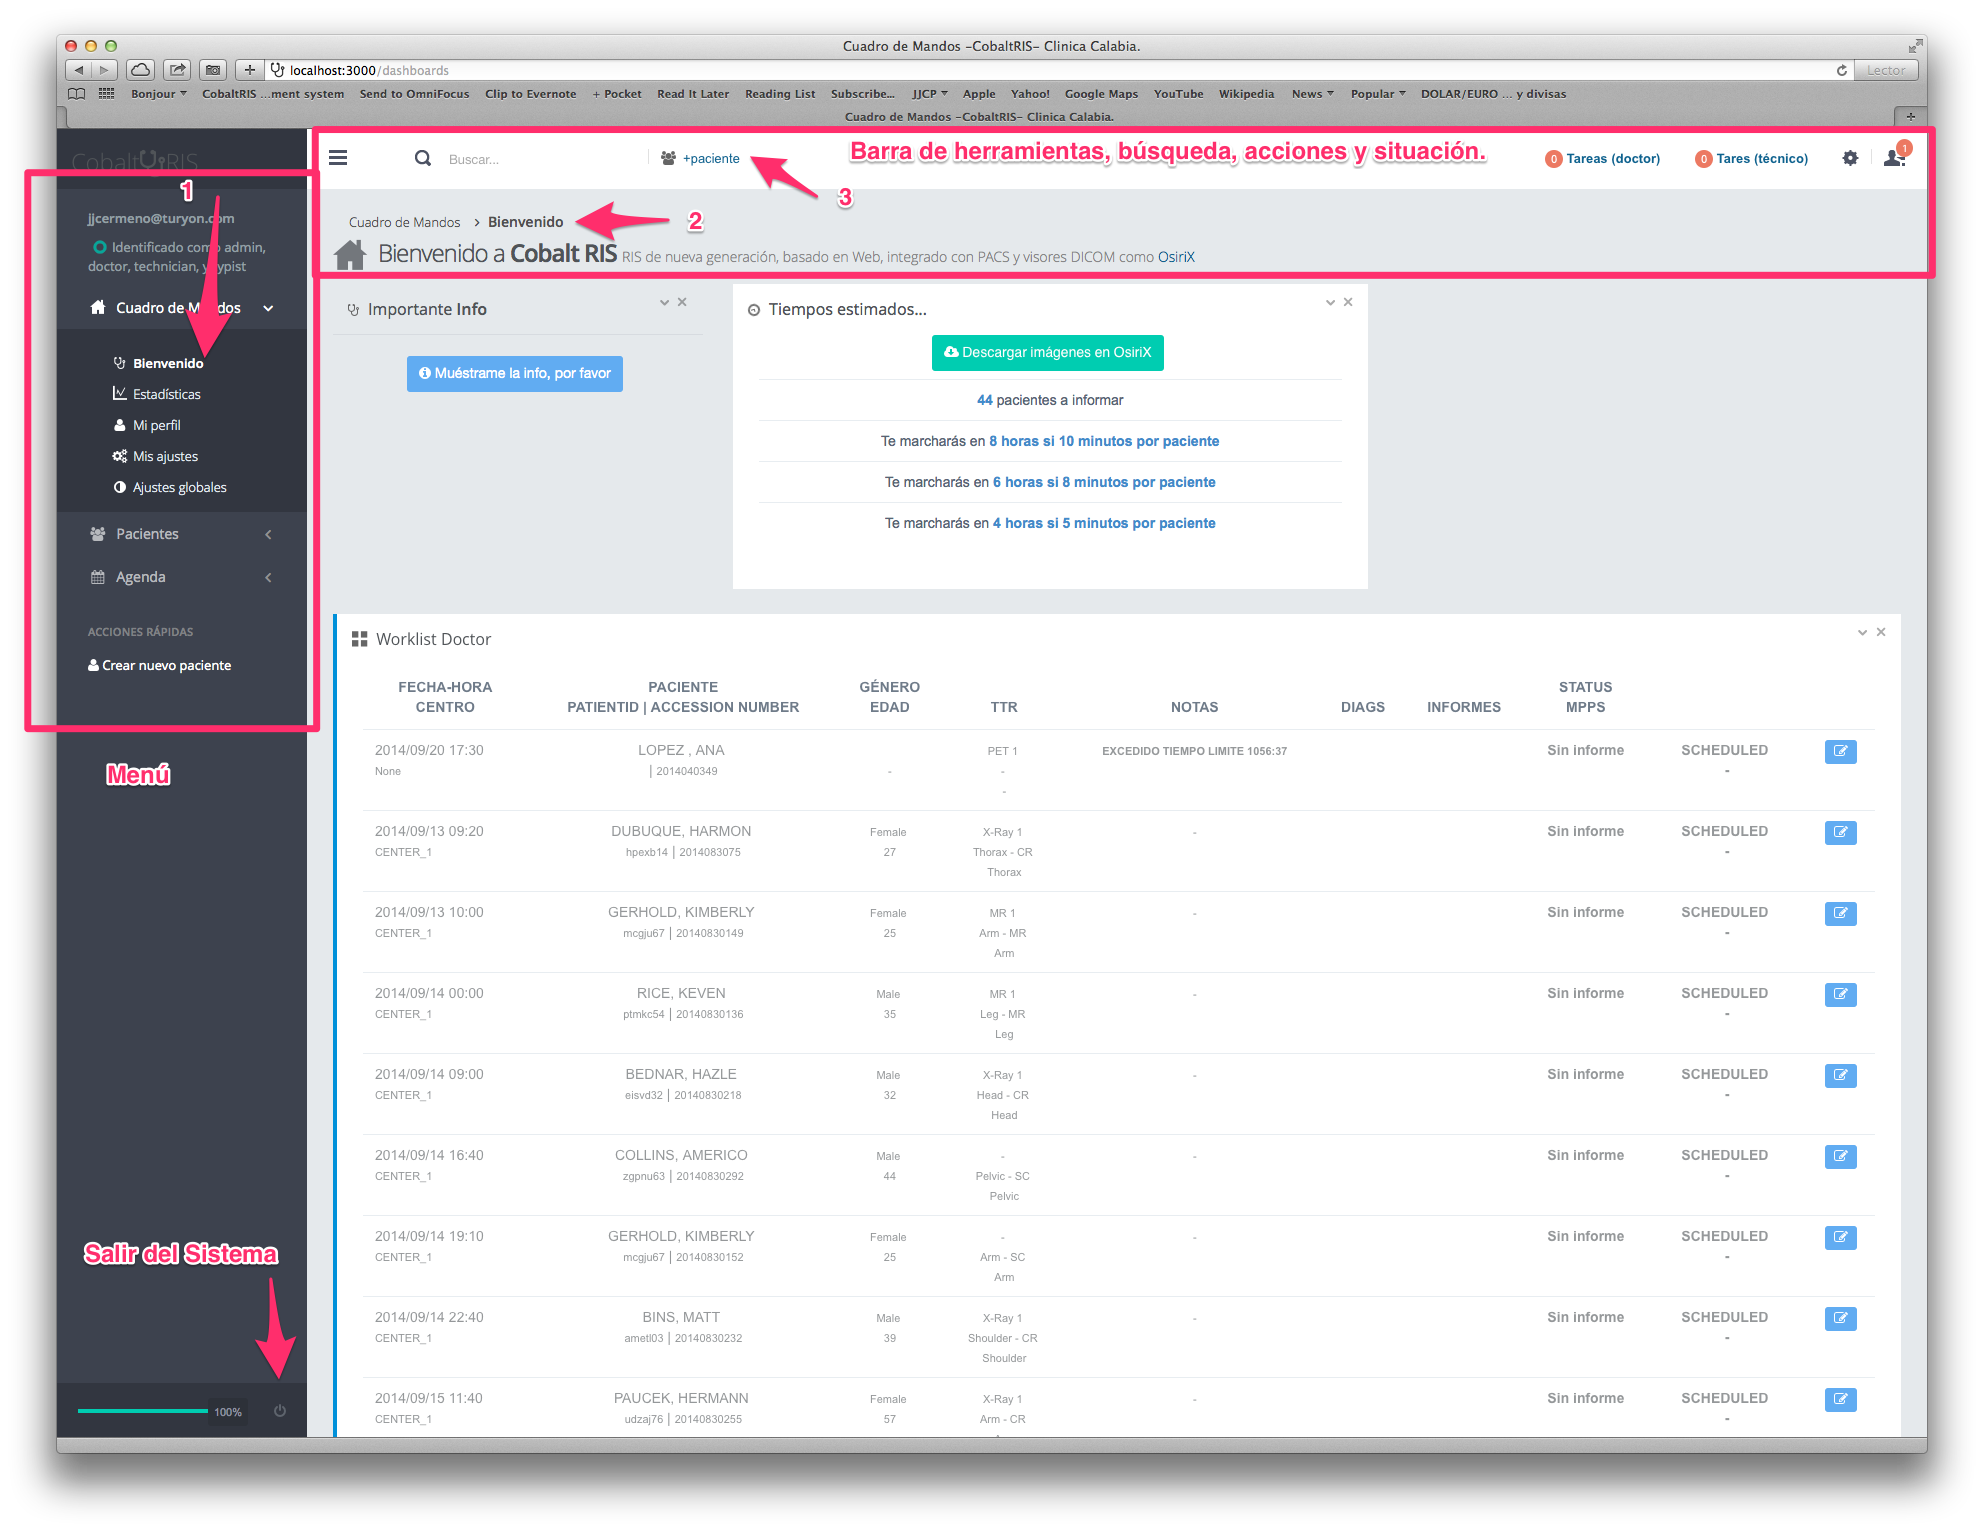 Cuadro de Mandos –CobaltRIS– Clinica Calabia.
localhost:3000/dashboards
Lector
Bonjour CobaltRIS ...ment system Send to OmniFocus Clip to Evernote + Pocket Read It Later Reading List Subscribe... JJCP Apple Yahoo! Google Maps YouTube Wikipedia News Popular DOLAR/EURO ... y divisas
Cuadro de Mandos –CobaltRIS– Clinica Calabia.
Cobalt RIS
1
jjcermeno@turyon.com
Identificado como admin,
doctor, technician, y typist
Cuadro de Mandos
Bienvenido
Estadísticas
Mi perfil
Mis ajustes
Ajustes globales
Pacientes
Agenda
ACCIONES RÁPIDAS
Crear nuevo paciente
Menú
Salir del Sistema
100%
Buscar...
+paciente
Barra de herramientas, búsqueda, acciones y situación.
0 Tareas (doctor)
0 Tares (técnico)
1
3
Cuadro de Mandos > Bienvenido
2
Bienvenido a Cobalt RIS RIS de nueva generación, basado en Web, integrado con PACS y visores DICOM como OsiriX
Importante Info
Muéstrame la info, por favor
Tiempos estimados...
Descargar imágenes en OsiriX
44 pacientes a informar
Te marcharás en 8 horas si 10 minutos por paciente
Te marcharás en 6 horas si 8 minutos por paciente
Te marcharás en 4 horas si 5 minutos por paciente
Worklist Doctor
FECHA-HORA PACIENTE GÉNERO STATUS
CENTRO PATIENTID | ACCESSION NUMBER EDAD TTR NOTAS DIAGS INFORMES MPPS
2014/09/20 17:30 LOPEZ , ANA PET 1 EXCEDIDO TIEMPO LIMITE 1056:37 Sin informe SCHEDULED
None | 2014040349 - - -
-
2014/09/13 09:20 DUBUQUE, HARMON Female X-Ray 1 - Sin informe SCHEDULED
CENTER_1 hpexb14 | 2014083075 27 Thorax - CR -
Thorax
2014/09/13 10:00 GERHOLD, KIMBERLY Female MR 1 - Sin informe SCHEDULED
CENTER_1 mcgju67 | 20140830149 25 Arm - MR -
Arm
2014/09/14 00:00 RICE, KEVEN Male MR 1 - Sin informe SCHEDULED
CENTER_1 ptmkc54 | 20140830136 35 Leg - MR -
Leg
2014/09/14 09:00 BEDNAR, HAZLE Male X-Ray 1 - Sin informe SCHEDULED
CENTER_1 eisvd32 | 20140830218 32 Head - CR -
Head
2014/09/14 16:40 COLLINS, AMERICO Male - - Sin informe SCHEDULED
CENTER_1 zgpnu63 | 20140830292 44 Pelvic - SC -
Pelvic
2014/09/14 19:10 GERHOLD, KIMBERLY Female - - Sin informe SCHEDULED
CENTER_1 mcgju67 | 20140830152 25 Arm - SC -
Arm
2014/09/14 22:40 BINS, MATT Male X-Ray 1 - Sin informe SCHEDULED
CENTER_1 ametl03 | 20140830232 39 Shoulder - CR -
Shoulder
2014/09/15 11:40 PAUCEK, HERMANN Female X-Ray 1 - Sin informe SCHEDULED
CENTER_1 udzaj76 | 20140830255 57 Arm - CR -